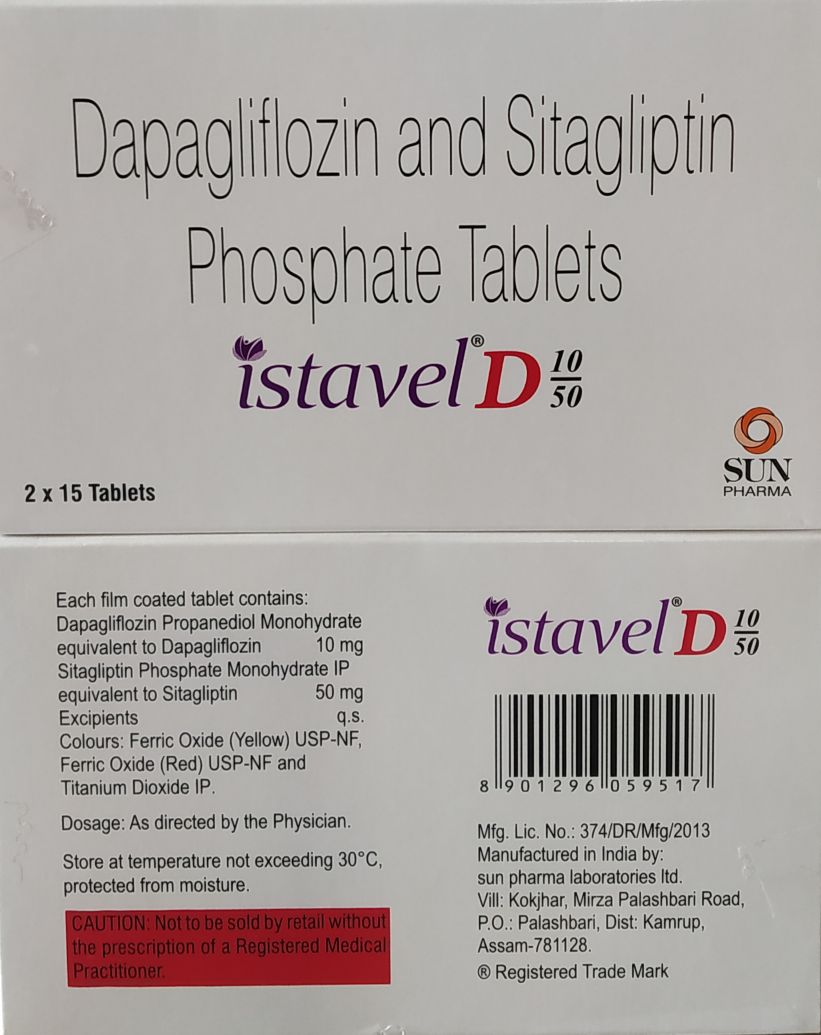 Dapagliflozin and Sitagliptin
Phosphate Tablets
istavel® D 10/50
SUN
PHARMA
2 x 15 Tablets
Each film coated tablet contains:
Dapagliflozin Propanediol Monohydrate
equivalent to Dapagliflozin 10 mg
Sitagliptin Phosphate Monohydrate IP
equivalent to Sitagliptin 50 mg
Excipients q.s.
Colours: Ferric Oxide (Yellow) USP-NF,
Ferric Oxide (Red) USP-NF and
Titanium Dioxide IP.
Dosage: As directed by the Physician.
Store at temperature not exceeding 30°C,
protected from moisture.
CAUTION: Not to be sold by retail without
the prescription of a Registered Medical
Practitioner.
istavel® D 10/50
8 901296 059517
Mfg. Lic. No.: 374/DR/Mfg/2013
Manufactured in India by:
sun pharma laboratories ltd.
Vill: Kokjhar, Mirza Palashbari Road,
P.O.: Palashbari, Dist: Kamrup,
Assam-781128.
® Registered Trade Mark